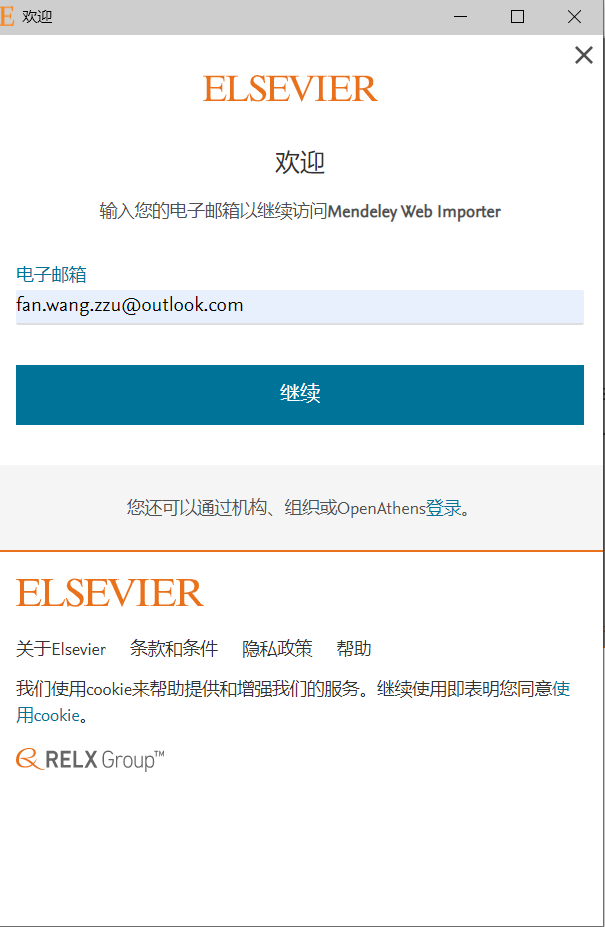 E 欢迎
ELSEVIER
欢迎
输入您的电子邮箱以继续访问Mendeley Web Importer
电子邮箱
fan.wang.zzu@outlook.com
继续
您还可以通过机构、组织或OpenAthens登录。
ELSEVIER
关于Elsevier 条款和条件 隐私政策 帮助
我们使用cookie来帮助提供和增强我们的服务。继续使用即表明您同意使
用cookie。
RELX Group™